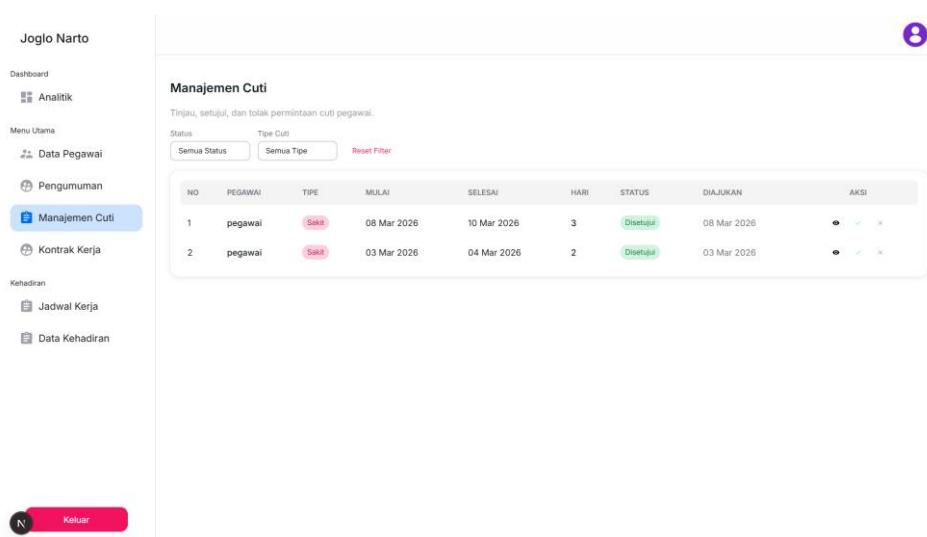 Joglo Narto
Dashboard
Analitik
Menu Utama
Data Pegawai
Pengumuman
Manajemen Cuti
Kontrak Kerja
Kehadiran
Jadwal Kerja
Data Kehadiran
N
Keluar
Manajemen Cuti
Tinjau, setujui, dan tolak permintaan cuti pegawai.
Status Tipe Cuti
Semua Status Semua Tipe Reset Filter
NO PEGAWAI TIPE MULAI SELESAI HARI STATUS DIAJUKAN AKSI
1 pegawai Sakit 08 Mar 2026 10 Mar 2026 3 Disetujui 08 Mar 2026
2 pegawai Sakit 03 Mar 2026 04 Mar 2026 2 Disetujui 03 Mar 2026